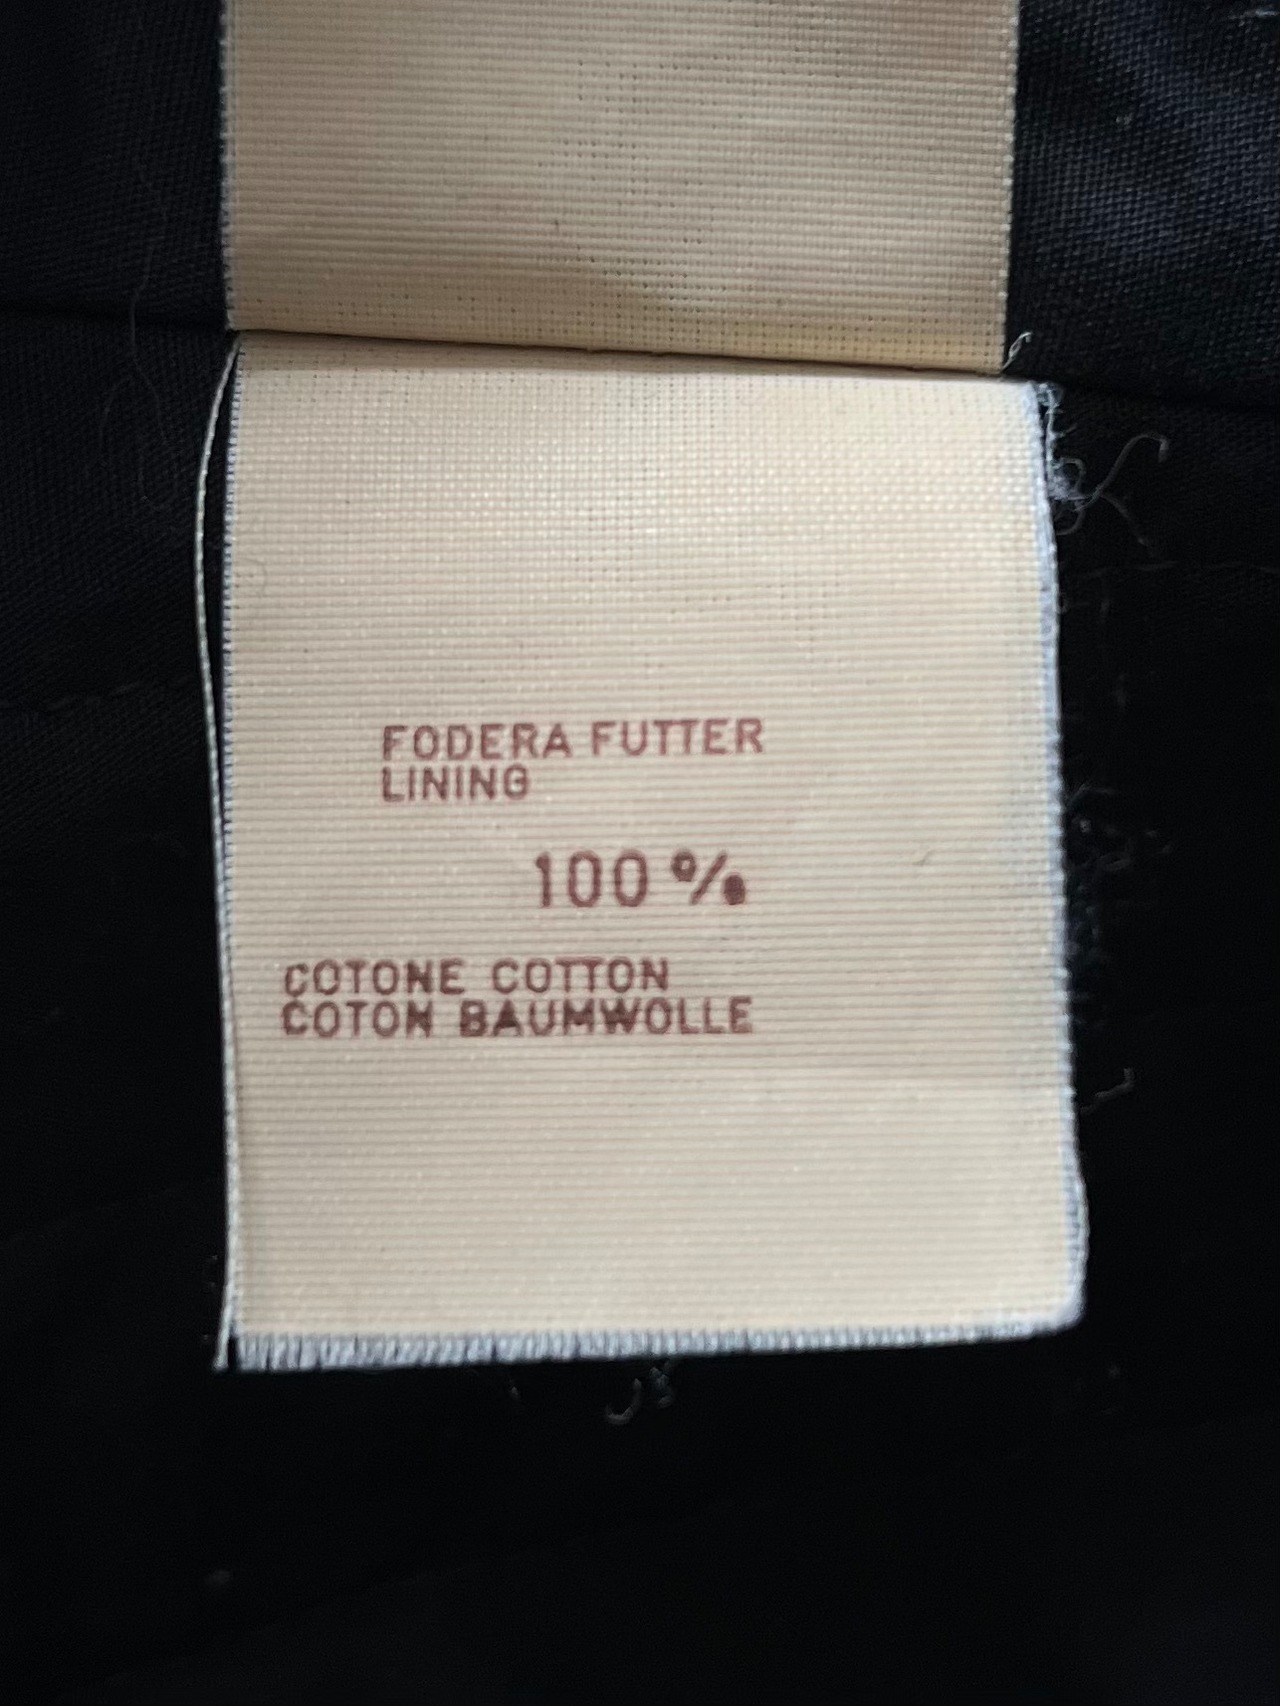 FODERA FUTTER
LINING
100 %
COTONE COTTON
COTON BAUMWOLLE